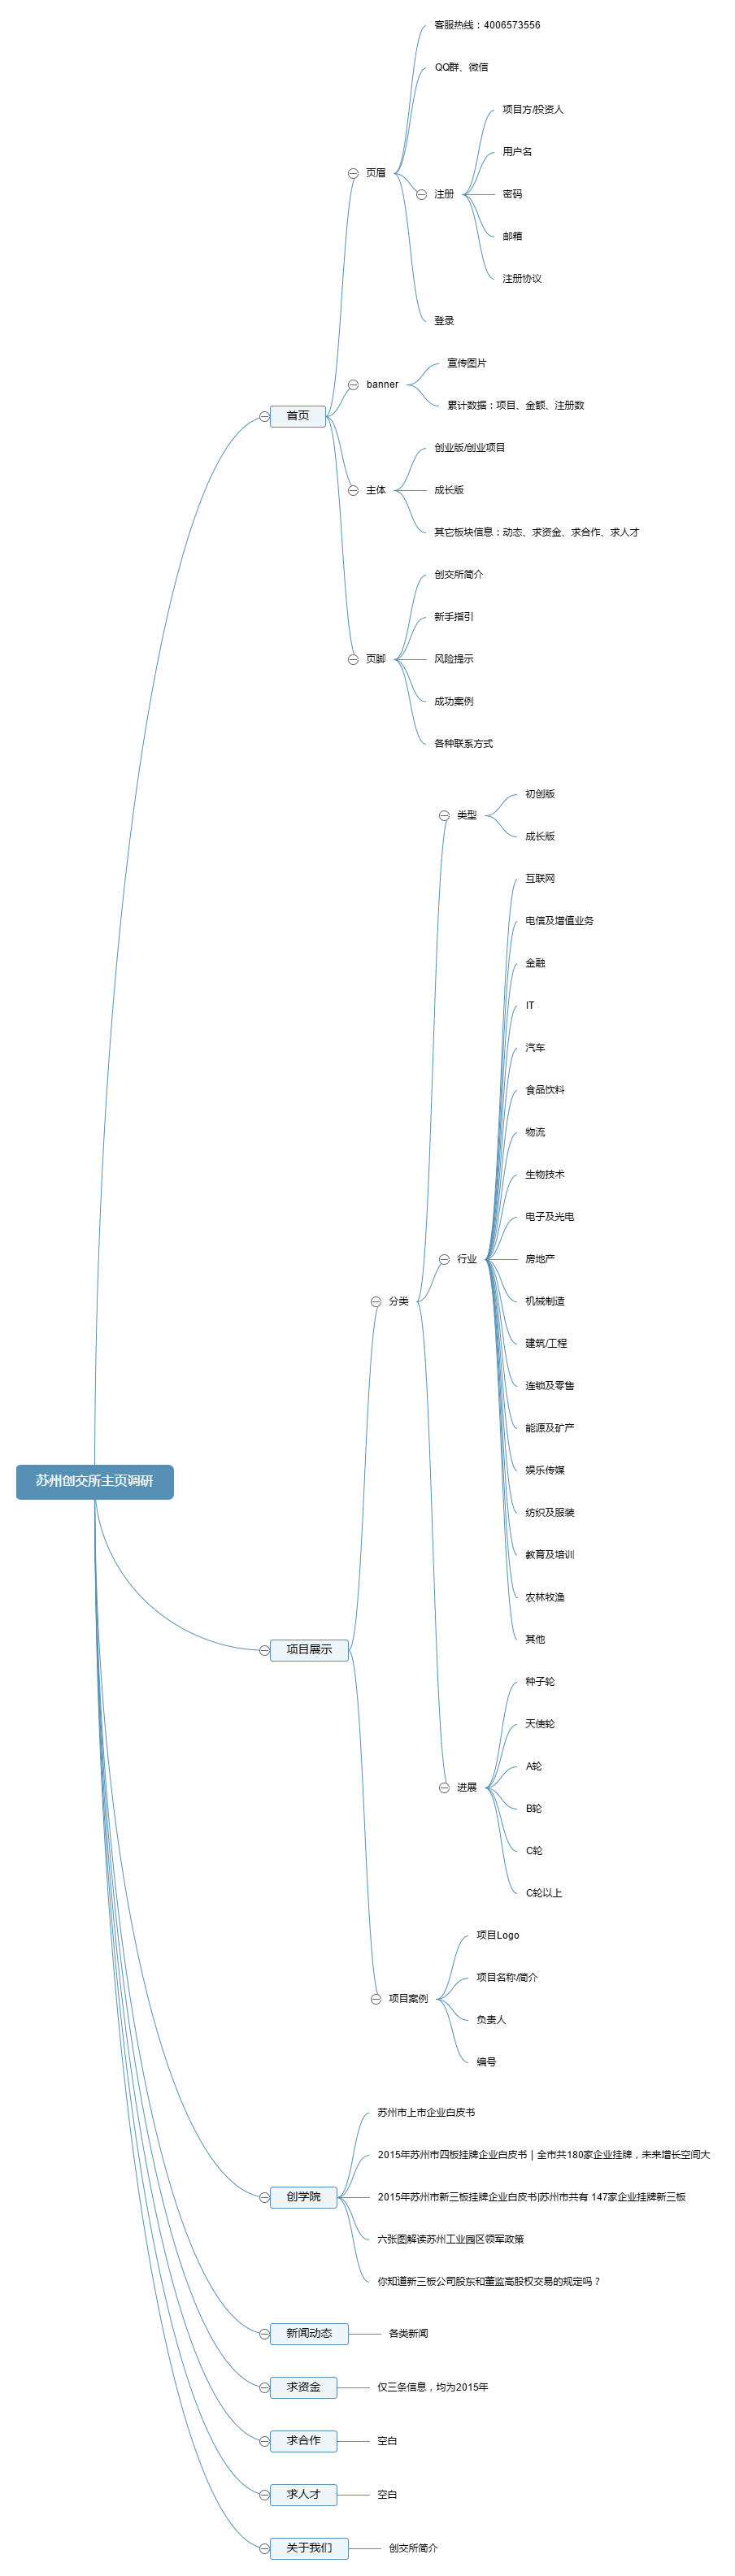 苏州创交所主页调研
首页
页眉
客服热线：4006573556
QQ群、微信
注册
项目方/投资人
用户名
密码
邮箱
注册协议
登录
banner
宣传图片
累计数据：项目、金额、注册数
主体
创业版/创业项目
成长版
其它板块信息：动态、求资金、求合作、求人才
页脚
创交所简介
新手指引
风险提示
成功案例
各种联系方式
项目展示
分类
类型
初创版
成长版
行业
互联网
电信及增值业务
金融
IT
汽车
食品饮料
物流
生物技术
电子及光电
房地产
机械制造
建筑/工程
连锁及零售
能源及矿产
娱乐传媒
纺织及服装
教育及培训
农林牧渔
其他
进展
种子轮
天使轮
A轮
B轮
C轮
C轮以上
项目案例
项目Logo
项目名称/简介
负责人
编号
创学院
苏州市上市企业白皮书
2015年苏州市四板挂牌企业白皮书 | 全市共180家企业挂牌，未来增长空间大
2015年苏州市新三板挂牌企业白皮书|苏州市共有 147家企业挂牌新三板
六张图解读苏州工业园区领军政策
你知道新三板公司股东和董监高股权交易的规定吗？
新闻动态
各类新闻
求资金
仅三条信息，均为2015年
求合作
空白
求人才
空白
关于我们
创交所简介